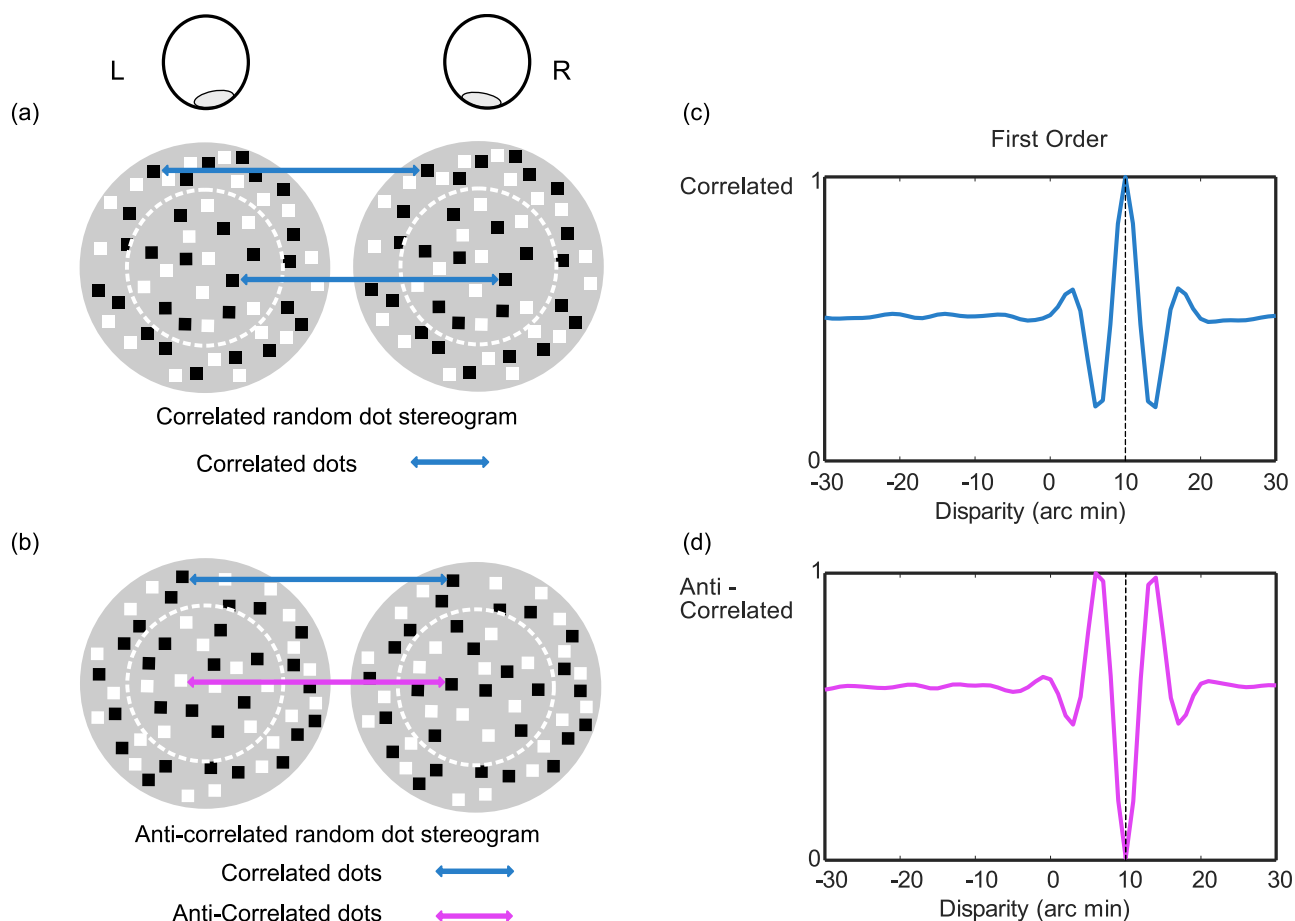 L
R
(a)
Correlated random dot stereogram
Correlated dots
(b)
Anti-correlated random dot stereogram
Correlated dots
Anti-Correlated dots
(c)
First Order
Correlated
1
0
-30 -20 -10 0 10 20 30
Disparity (arc min)
(d)
Anti -
Correlated
1
0
-30 -20 -10 0 10 20 30
Disparity (arc min)